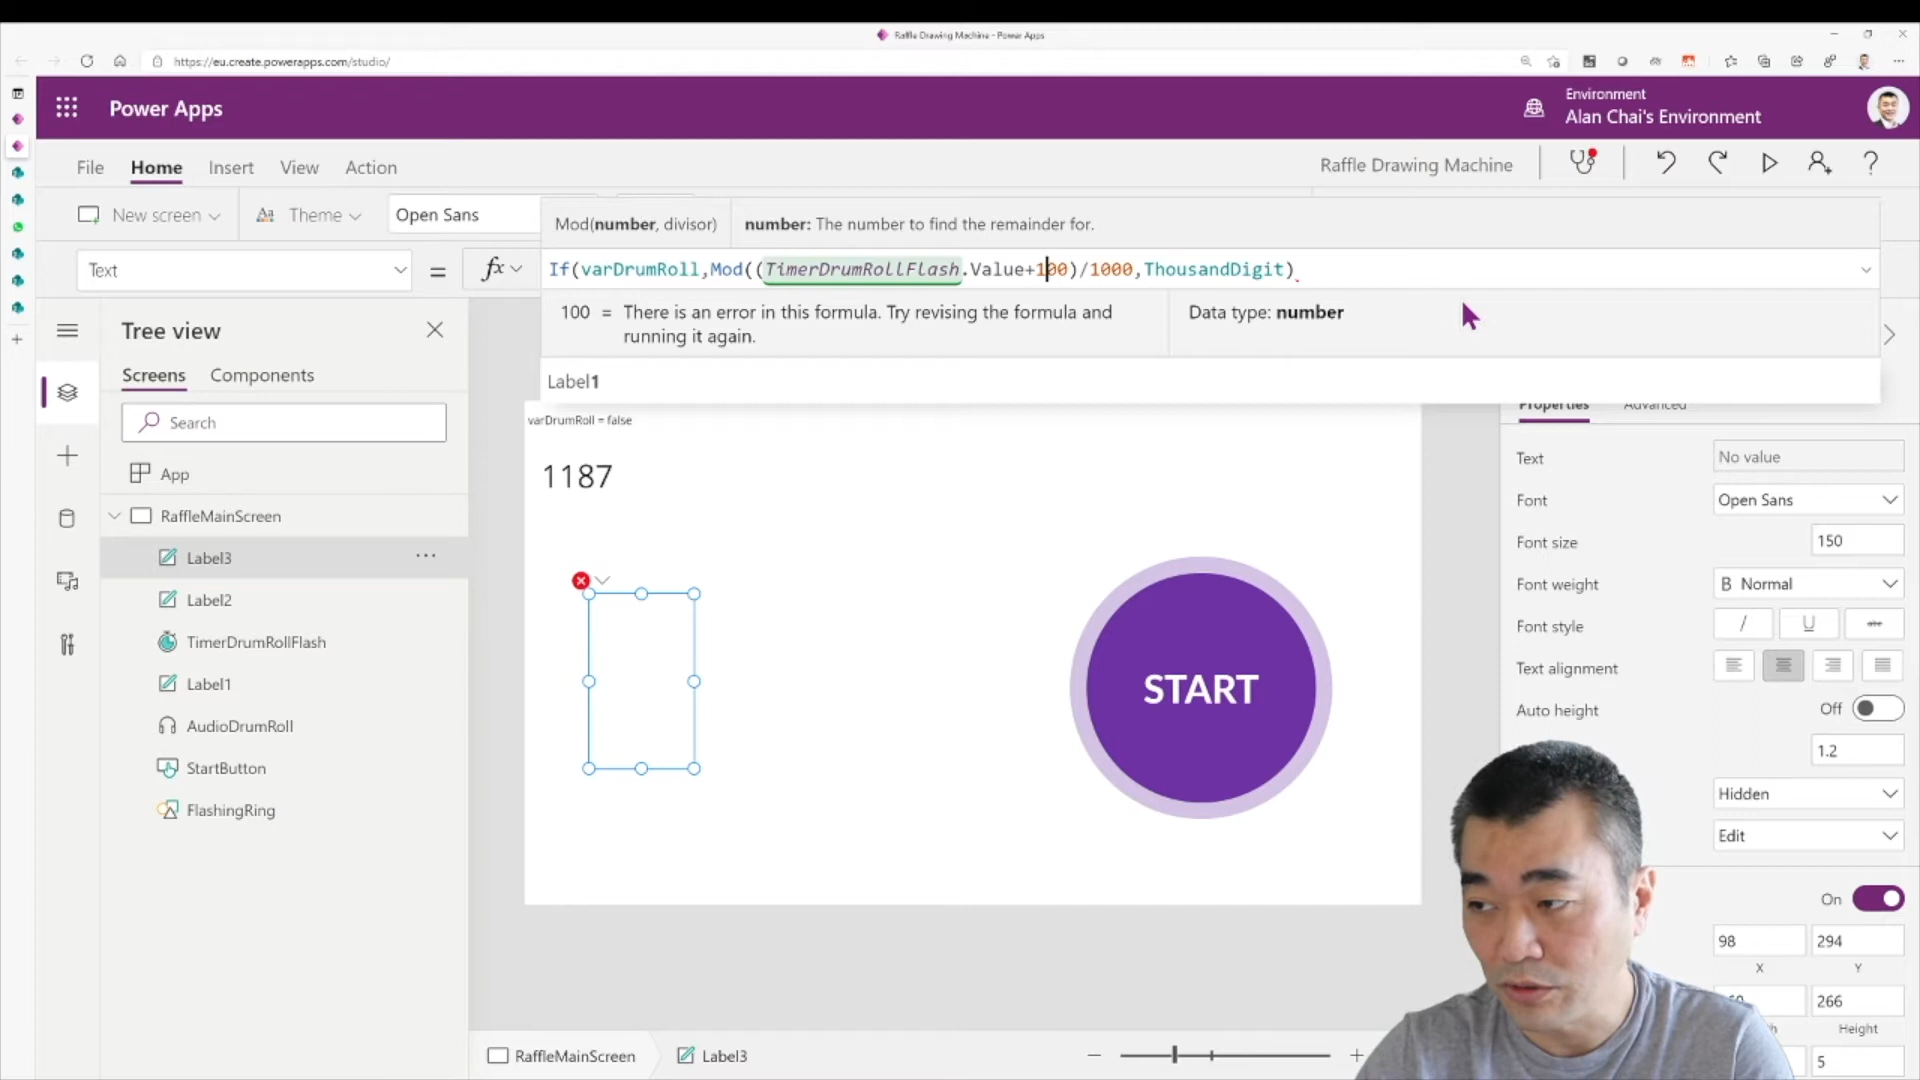 Raffle Drawing Machine - Power Apps
https://eu.create.powerapps.com/studio/
Power Apps
Environment
Alan Chai's Environment
File Home Insert View Action
Raffle Drawing Machine
New screen Theme Open Sans
Mod(number, divisor) number: The number to find the remainder for.
Text = fx If(varDrumRoll,Mod((TimerDrumRollFlash.Value+100)/1000,ThousandDigit)
100 = There is an error in this formula. Try revising the formula and
running it again.
Data type: number
Label1
Tree view
Screens Components
Search
App
RaffleMainScreen
Label3
Label2
TimerDrumRollFlash
Label1
AudioDrumRoll
StartButton
FlashingRing
varDrumRoll = false
1187
START
Properties Advanced
Text No value
Font Open Sans
Font size 150
Font weight B Normal
Font style / U abc
Text alignment
Auto height Off
1.2
Hidden
Edit
On
98 294
X Y
266
Height
5
RaffleMainScreen Label3